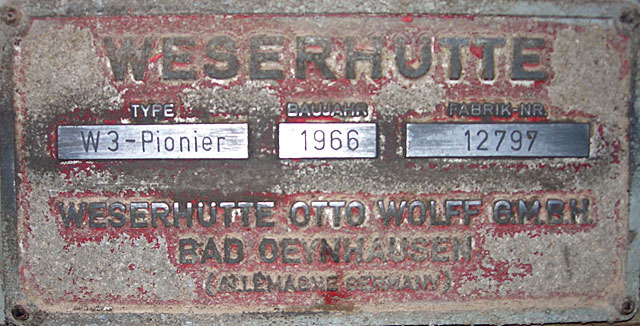 WESERHÜTTE
TYPE BAUJAHR FABRIK-NR
W3-Pionier 1966 12797
WESERHÜTTE OTTO WOLFF G.M.B.H.
BAD OEYNHAUSEN
(ALLEMAGNE GERMANY)